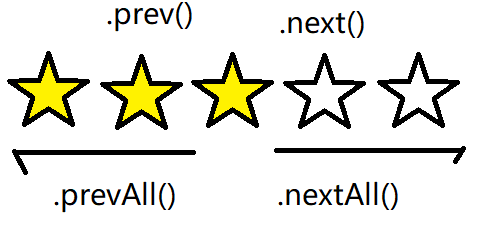 .prev()
.next()
.prevAll()
.nextAll()